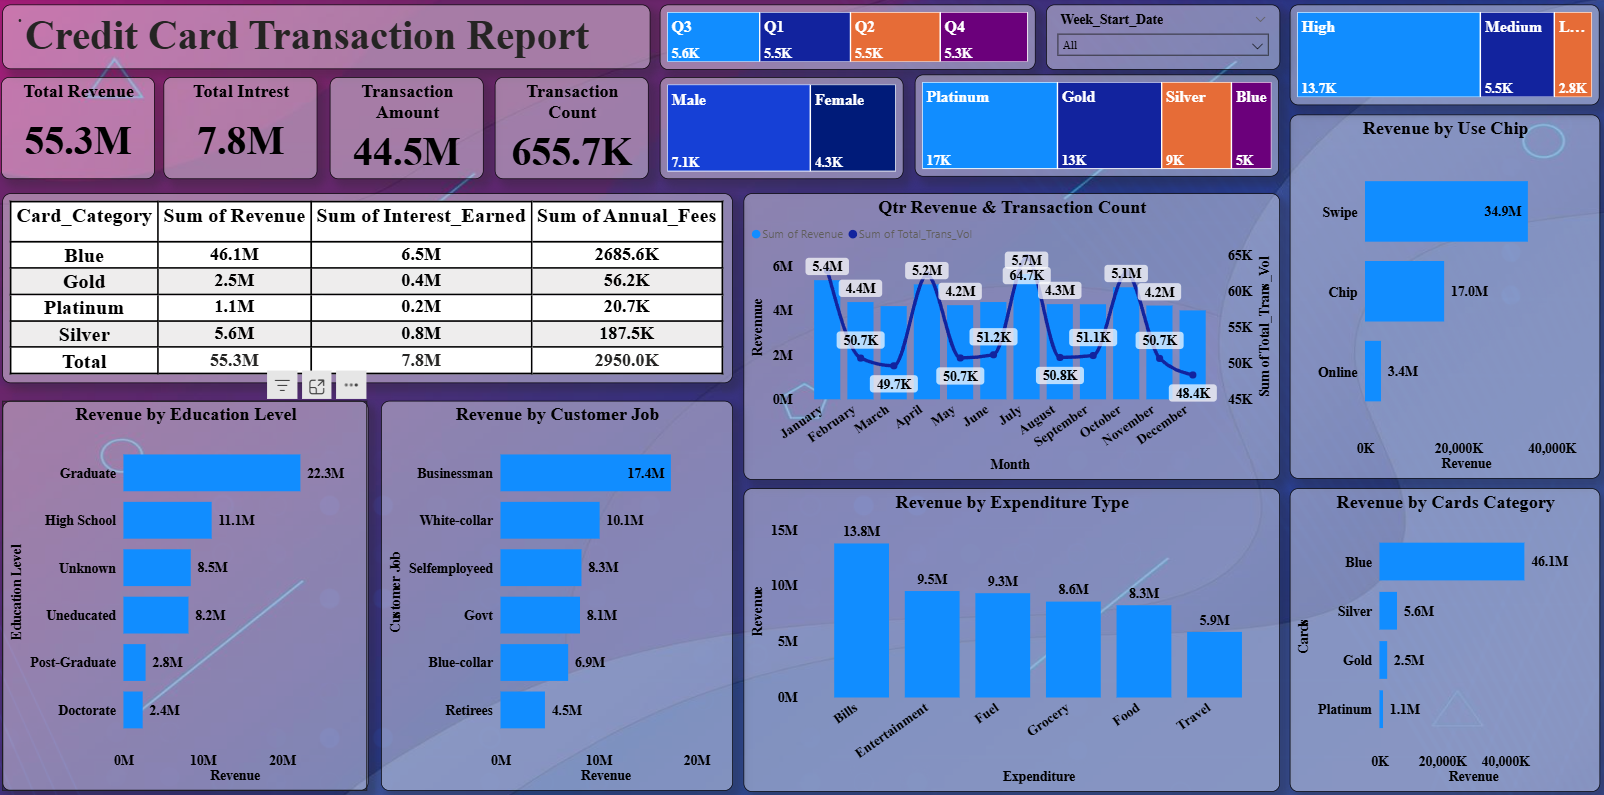 Credit Card Transaction Report
Q3
5.6K
Q1
5.5K
Q2
5.5K
Q4
5.3K
Week_Start_Date
All
High
13.7K
Medium
5.5K
L...
2.8K
Total Revenue
55.3M
Total Intrest
7.8M
Transaction
Amount
44.5M
Transaction
Count
655.7K
Male
7.1K
Female
4.3K
Platinum
17K
Gold
13K
Silver
9K
Blue
5K
Card_Category Sum of Revenue Sum of Interest_Earned Sum of Annual_Fees
Blue 46.1M 6.5M 2685.6K
Gold 2.5M 0.4M 56.2K
Platinum 1.1M 0.2M 20.7K
Silver 5.6M 0.8M 187.5K
Total 55.3M 7.8M 2950.0K
Qtr Revenue & Transaction Count
Sum of Revenue Sum of Total_Trans_Vol
Revennue
6M
4M
2M
0M
5.4M
4.4M
5.2M
4.2M
5.7M
64.7K
4.3M
5.1M
4.2M
50.7K
49.7K
50.7K
51.2K
50.8K
51.1K
50.7K
48.4K
65K
60K
55K
50K
45K
Sum of Total_Trans_Vol
January
February
March
April
May
June
July
August
September
October
November
December
Month
Revenue by Use Chip
Swipe 34.9M
Chip 17.0M
Online 3.4M
0K 20,000K 40,000K
Revenue
Revenue by Education Level
Education Level
Graduate 22.3M
High School 11.1M
Unknown 8.5M
Uneducated 8.2M
Post-Graduate 2.8M
Doctorate 2.4M
0M 10M 20M
Revenue
Revenue by Customer Job
Customer Job
Businessman 17.4M
White-collar 10.1M
Selfemployeed 8.3M
Govt 8.1M
Blue-collar 6.9M
Retirees 4.5M
0M 10M 20M
Revenue
Revenue by Expenditure Type
Revenue
15M
10M
5M
0M
13.8M
9.5M
9.3M
8.6M
8.3M
5.9M
Bills
Entertainment
Fuel
Grocery
Food
Travel
Expenditure
Revenue by Cards Category
Cards
Blue 46.1M
Silver 5.6M
Gold 2.5M
Platinum 1.1M
0K 20,000K 40,000K
Revenue